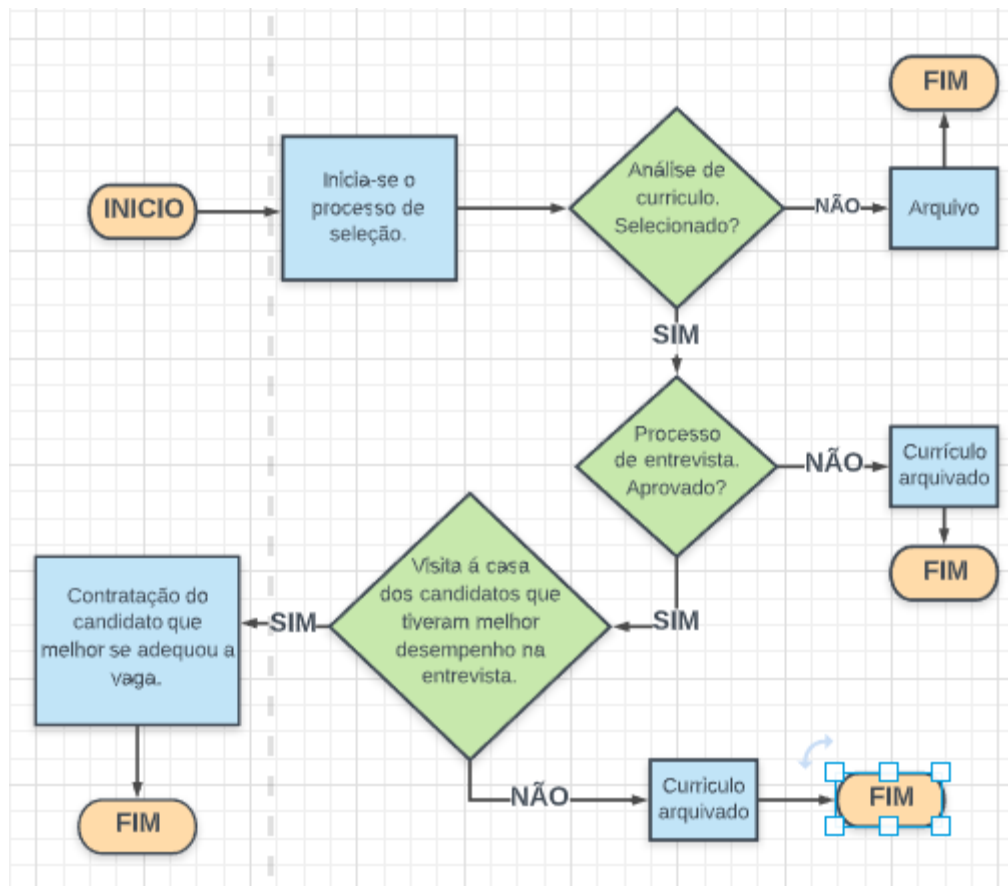 FIM
INICIO
Inicia-se o
processo de
seleção.
Análise de
curriculo.
Selecionado?
NÃO
Arquivo
SIM
Processo
de entrevista.
Aprovado?
NÃO
Currículo
arquivado
FIM
SIM
Visita á casa
dos candidatos que
tiveram melhor
desempenho na
entrevista.
SIM
Contratação do
candidato que
melhor se adequou a
vaga.
FIM
NÃO
Curriculo
arquivado
FIM